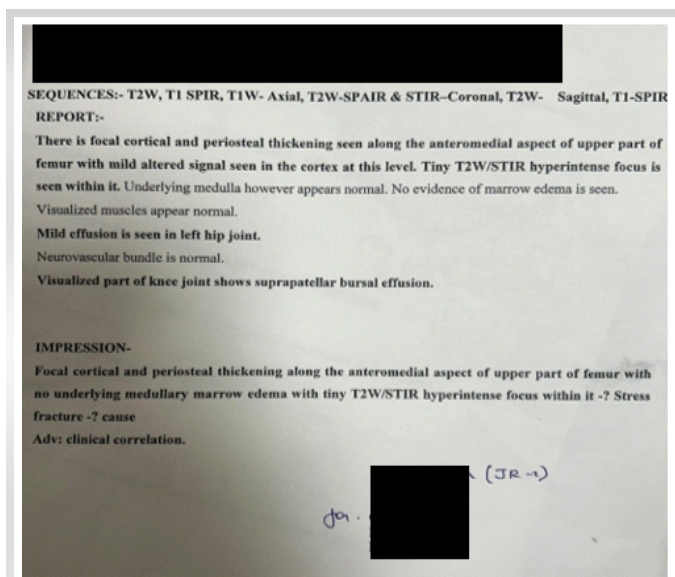 SEQUENCES:- T2W, T1 SPIR, T1W- Axial, T2W-SPAIR & STIR–Coronal, T2W- Sagittal, T1-SPIR
REPORT:-
There is focal cortical and periosteal thickening seen along the anteromedial aspect of upper part of
femur with mild altered signal seen in the cortex at this level. Tiny T2W/STIR hyperintense focus is
seen within it. Underlying medulla however appears normal. No evidence of marrow edema is seen.
Visualized muscles appear normal.
Mild effusion is seen in left hip joint.
Neurovascular bundle is normal.
Visualized part of knee joint shows suprapatellar bursal effusion.
IMPRESSION-
Focal cortical and periosteal thickening along the anteromedial aspect of upper part of femur with
no underlying medullary marrow edema with tiny T2W/STIR hyperintense focus within it -? Stress
fracture -? cause
Adv: clinical correlation.